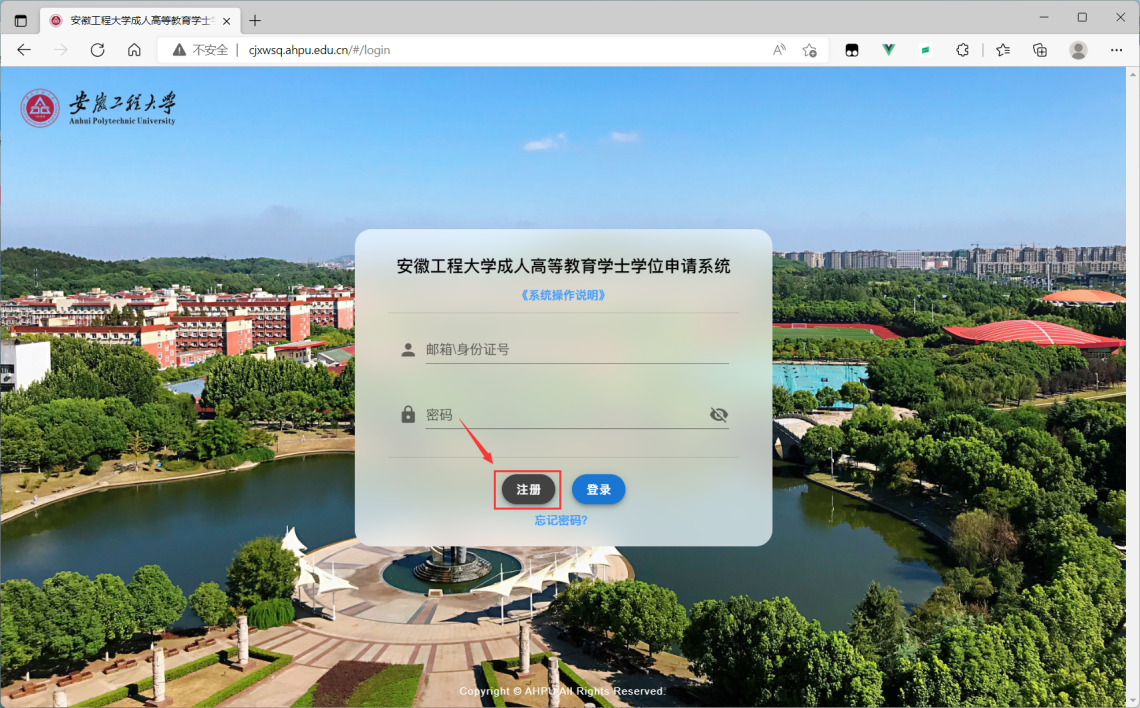 安徽工程大学成人高等教育学士
不安全 | cjxwsq.ahpu.edu.cn/#/login
安徽工程大学
Anhui Polytechnic University
安徽工程大学成人高等教育学士学位申请系统
《系统操作说明》
邮箱\身份证号
密码
注册 登录
忘记密码?
Copyright © AHPU All Rights Reserved.